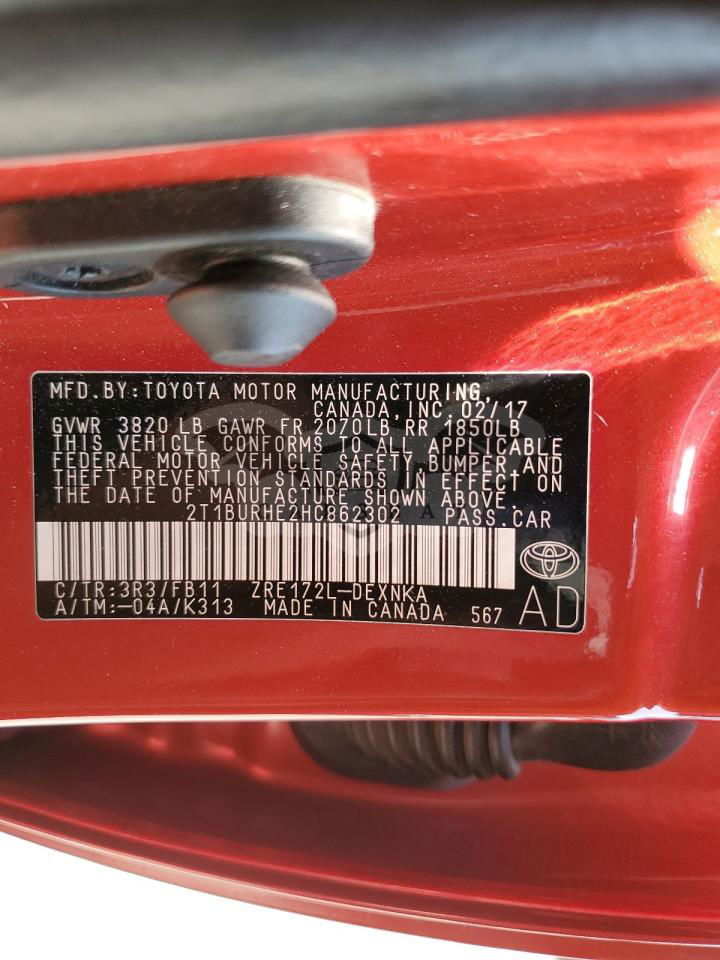 MFD.BY:TOYOTA MOTOR MANUFACTURING,
CANADA, INC. 02/17
GVWR 3820 LB GAWR FR 2070LB RR 1850LB
THIS VEHICLE CONFORMS TO ALL APPLICABLE
FEDERAL MOTOR VEHICLE SAFETY, BUMPER, AND
THEFT PREVENTION STANDARDS IN EFFECT ON
THE DATE OF MANUFACTURE SHOWN ABOVE.
2T1BURHE2HC862302 A PASS.CAR
C/TR:3R3/FB11 ZRE172L-DEXNKA
A/TM:-04A/K313 MADE IN CANADA 567 AD